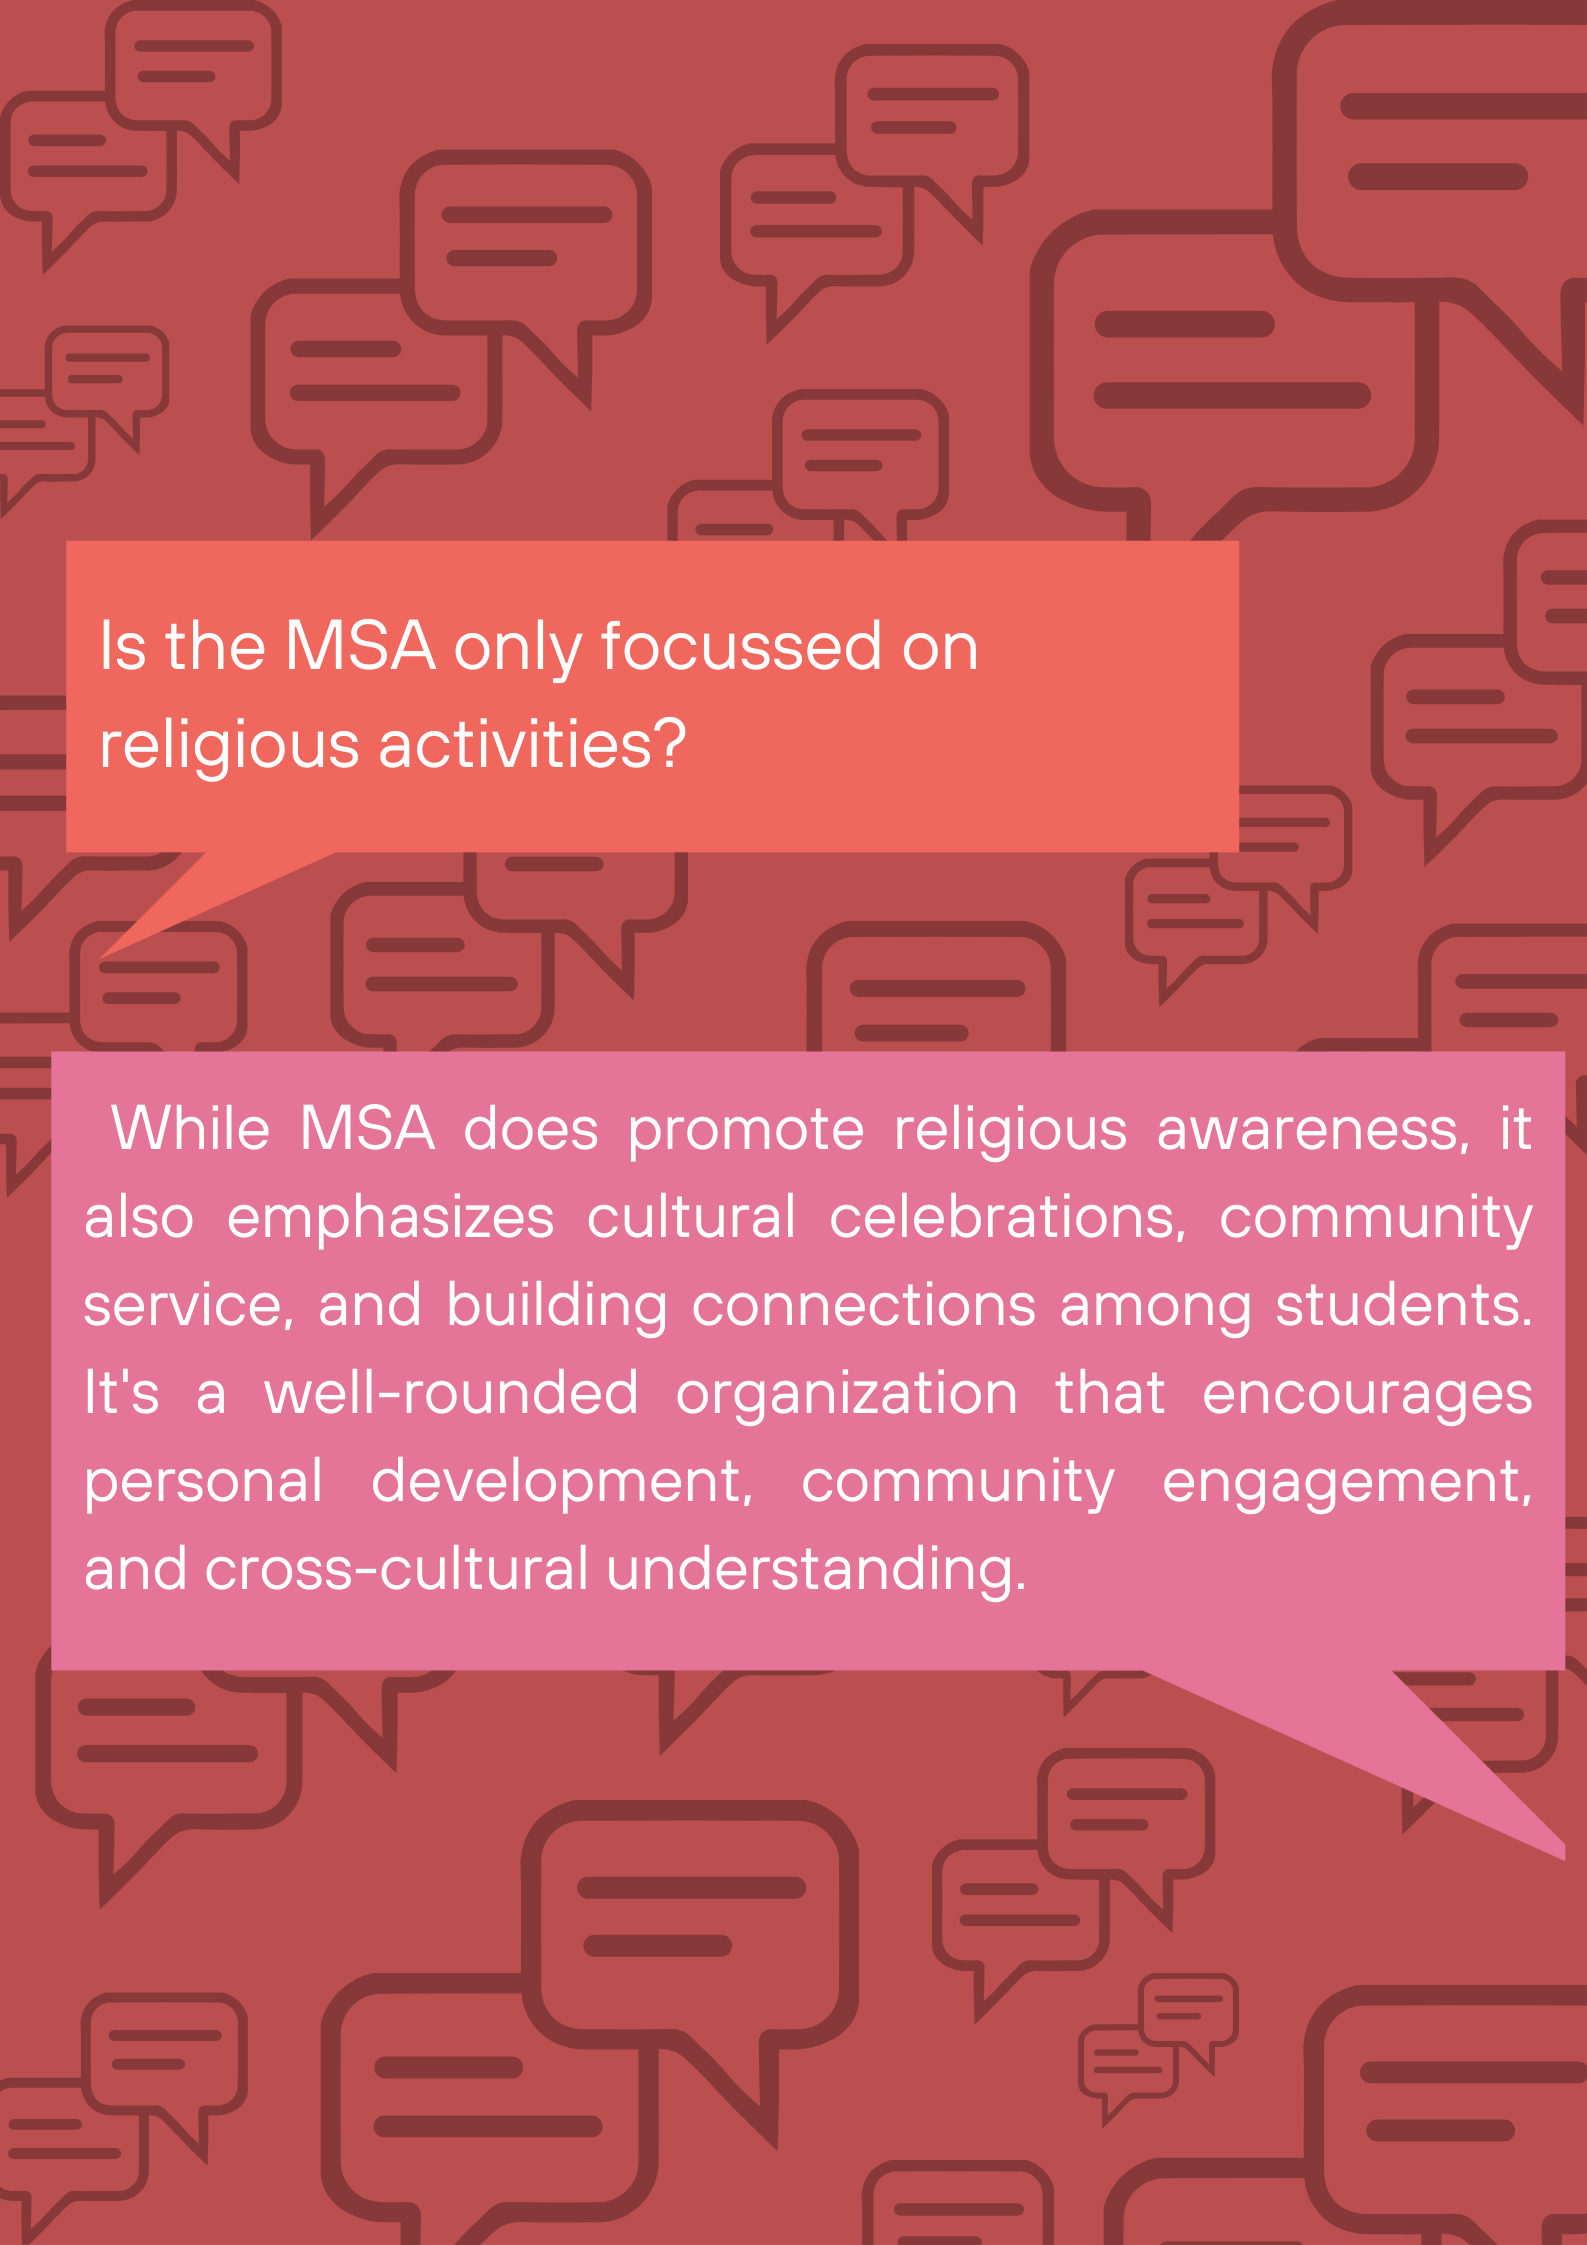 Is the MSA only focussed on
religious activities?
While MSA does promote religious awareness, it
also emphasizes cultural celebrations, community
service, and building connections among students.
It's a well-rounded organization that encourages
personal development, community engagement,
and cross-cultural understanding.